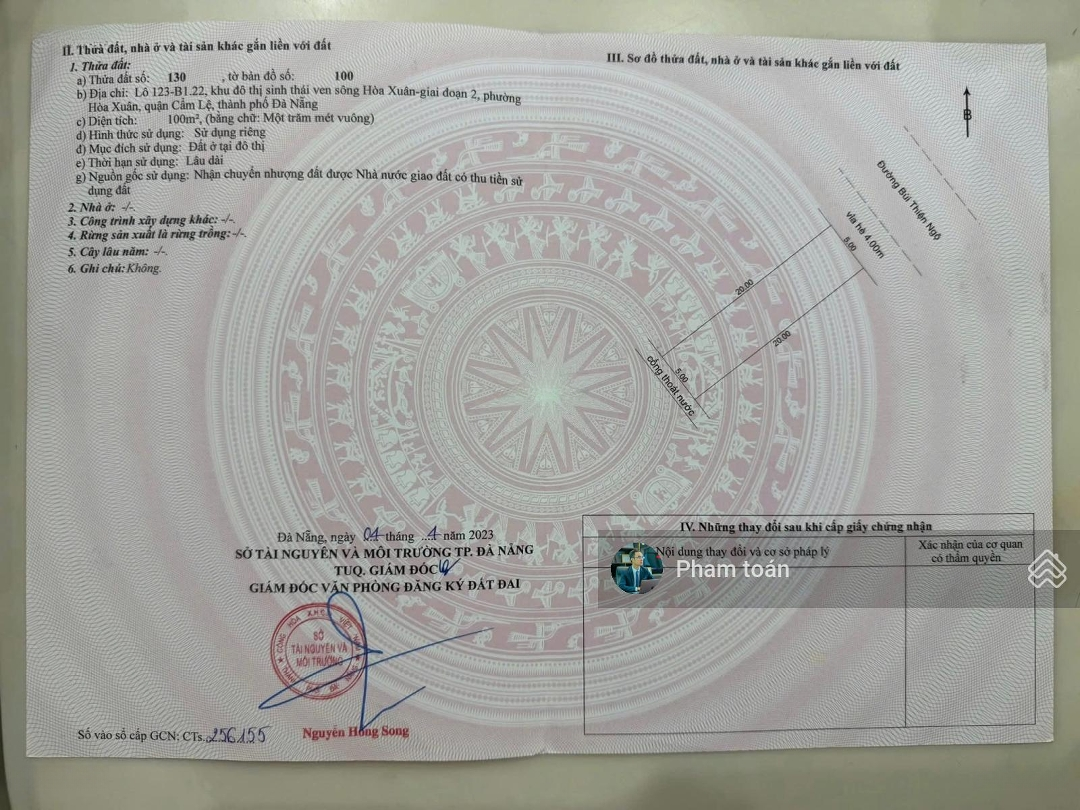 II. Thửa đất, nhà ở và tài sản khác gắn liền với đất
1. Thửa đất:
a) Thửa đất số: 130 , tờ bản đồ số: 100
b) Địa chỉ: Lô 123-B1.22, khu đô thị sinh thái ven sông Hòa Xuân-giai đoạn 2, phường
Hòa Xuân, quận Cẩm Lệ, thành phố Đà Nẵng
c) Diện tích: 100m², (bằng chữ: Một trăm mét vuông)
d) Hình thức sử dụng: Sử dụng riêng
đ) Mục đích sử dụng: Đất ở tại đô thị
e) Thời hạn sử dụng: Lâu dài
g) Nguồn gốc sử dụng: Nhận chuyển nhượng đất được Nhà nước giao đất có thu tiền sử
dụng đất
2. Nhà ở: -/-.
3. Công trình xây dựng khác: -/-.
4. Rừng sản xuất là rừng trồng: -/-.
5. Cây lâu năm: -/-.
6. Ghi chú: Không.
III. Sơ đồ thửa đất, nhà ở và tài sản khác gắn liền với đất
B
Đường Bùi Thiện Ngộ
vỉa hè 4.00m
5.00
20.00
20.00
5.00
cống thoát nước
Đà Nẵng, ngày 04 tháng ..1 năm 2023
SỞ TÀI NGUYÊN VÀ MÔI TRƯỜNG TP. ĐÀ NẴNG
TUQ. GIÁM ĐỐC
GIÁM ĐỐC VĂN PHÒNG ĐĂNG KÝ ĐẤT ĐAI
SỞ
TÀI NGUYÊN VÀ
MÔI TRƯỜNG
Nguyễn Hồng Song
Số vào sổ cấp GCN: CTs.256155
IV. Những thay đổi sau khi cấp giấy chứng nhận
Nội dung thay đổi và cơ sở pháp lý
Xác nhận của cơ quan
có thẩm quyền
Pham toán